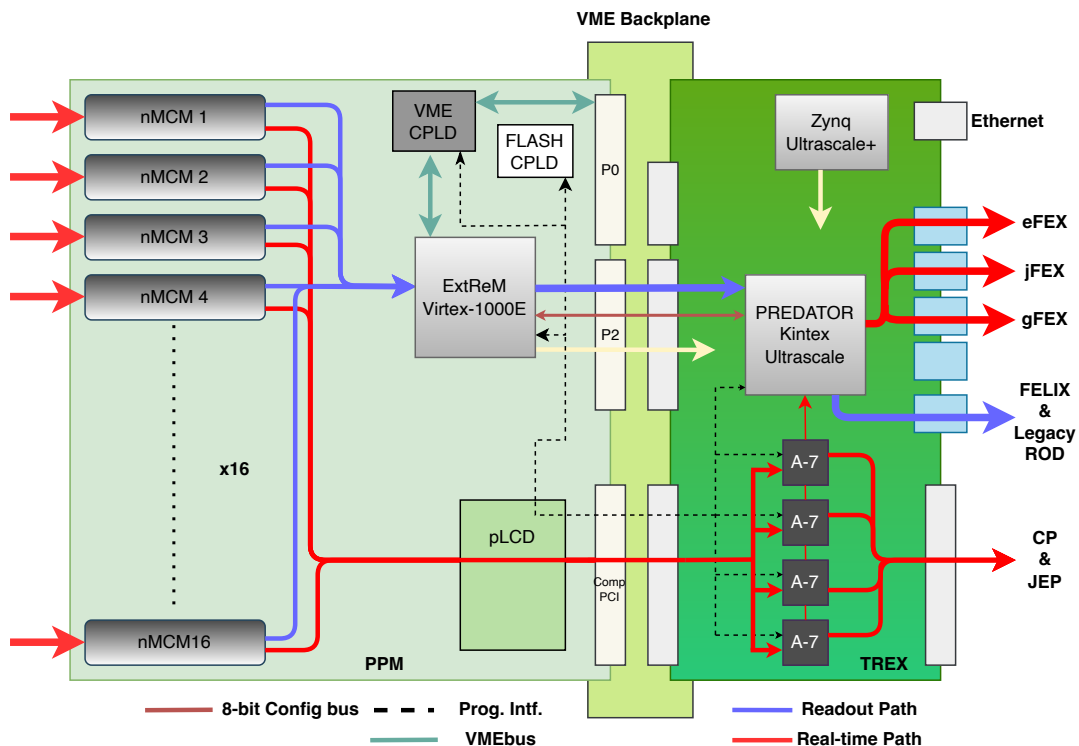 VME Backplane
nMCM 1
nMCM 2
nMCM 3
nMCM 4
x16
nMCM16
VME
CPLD
FLASH
CPLD
ExtReM
Virtex-1000E
pLCD
PPM
P0
P2
Comp
PCI
Zynq
Ultrascale+
PREDATOR
Kintex
Ultrascale
A-7
A-7
A-7
A-7
TREX
Ethernet
eFEX
jFEX
gFEX
FELIX
&
Legacy
ROD
CP
&
JEP
8-bit Config bus
Prog. Intf.
Readout Path
VMEbus
Real-time Path